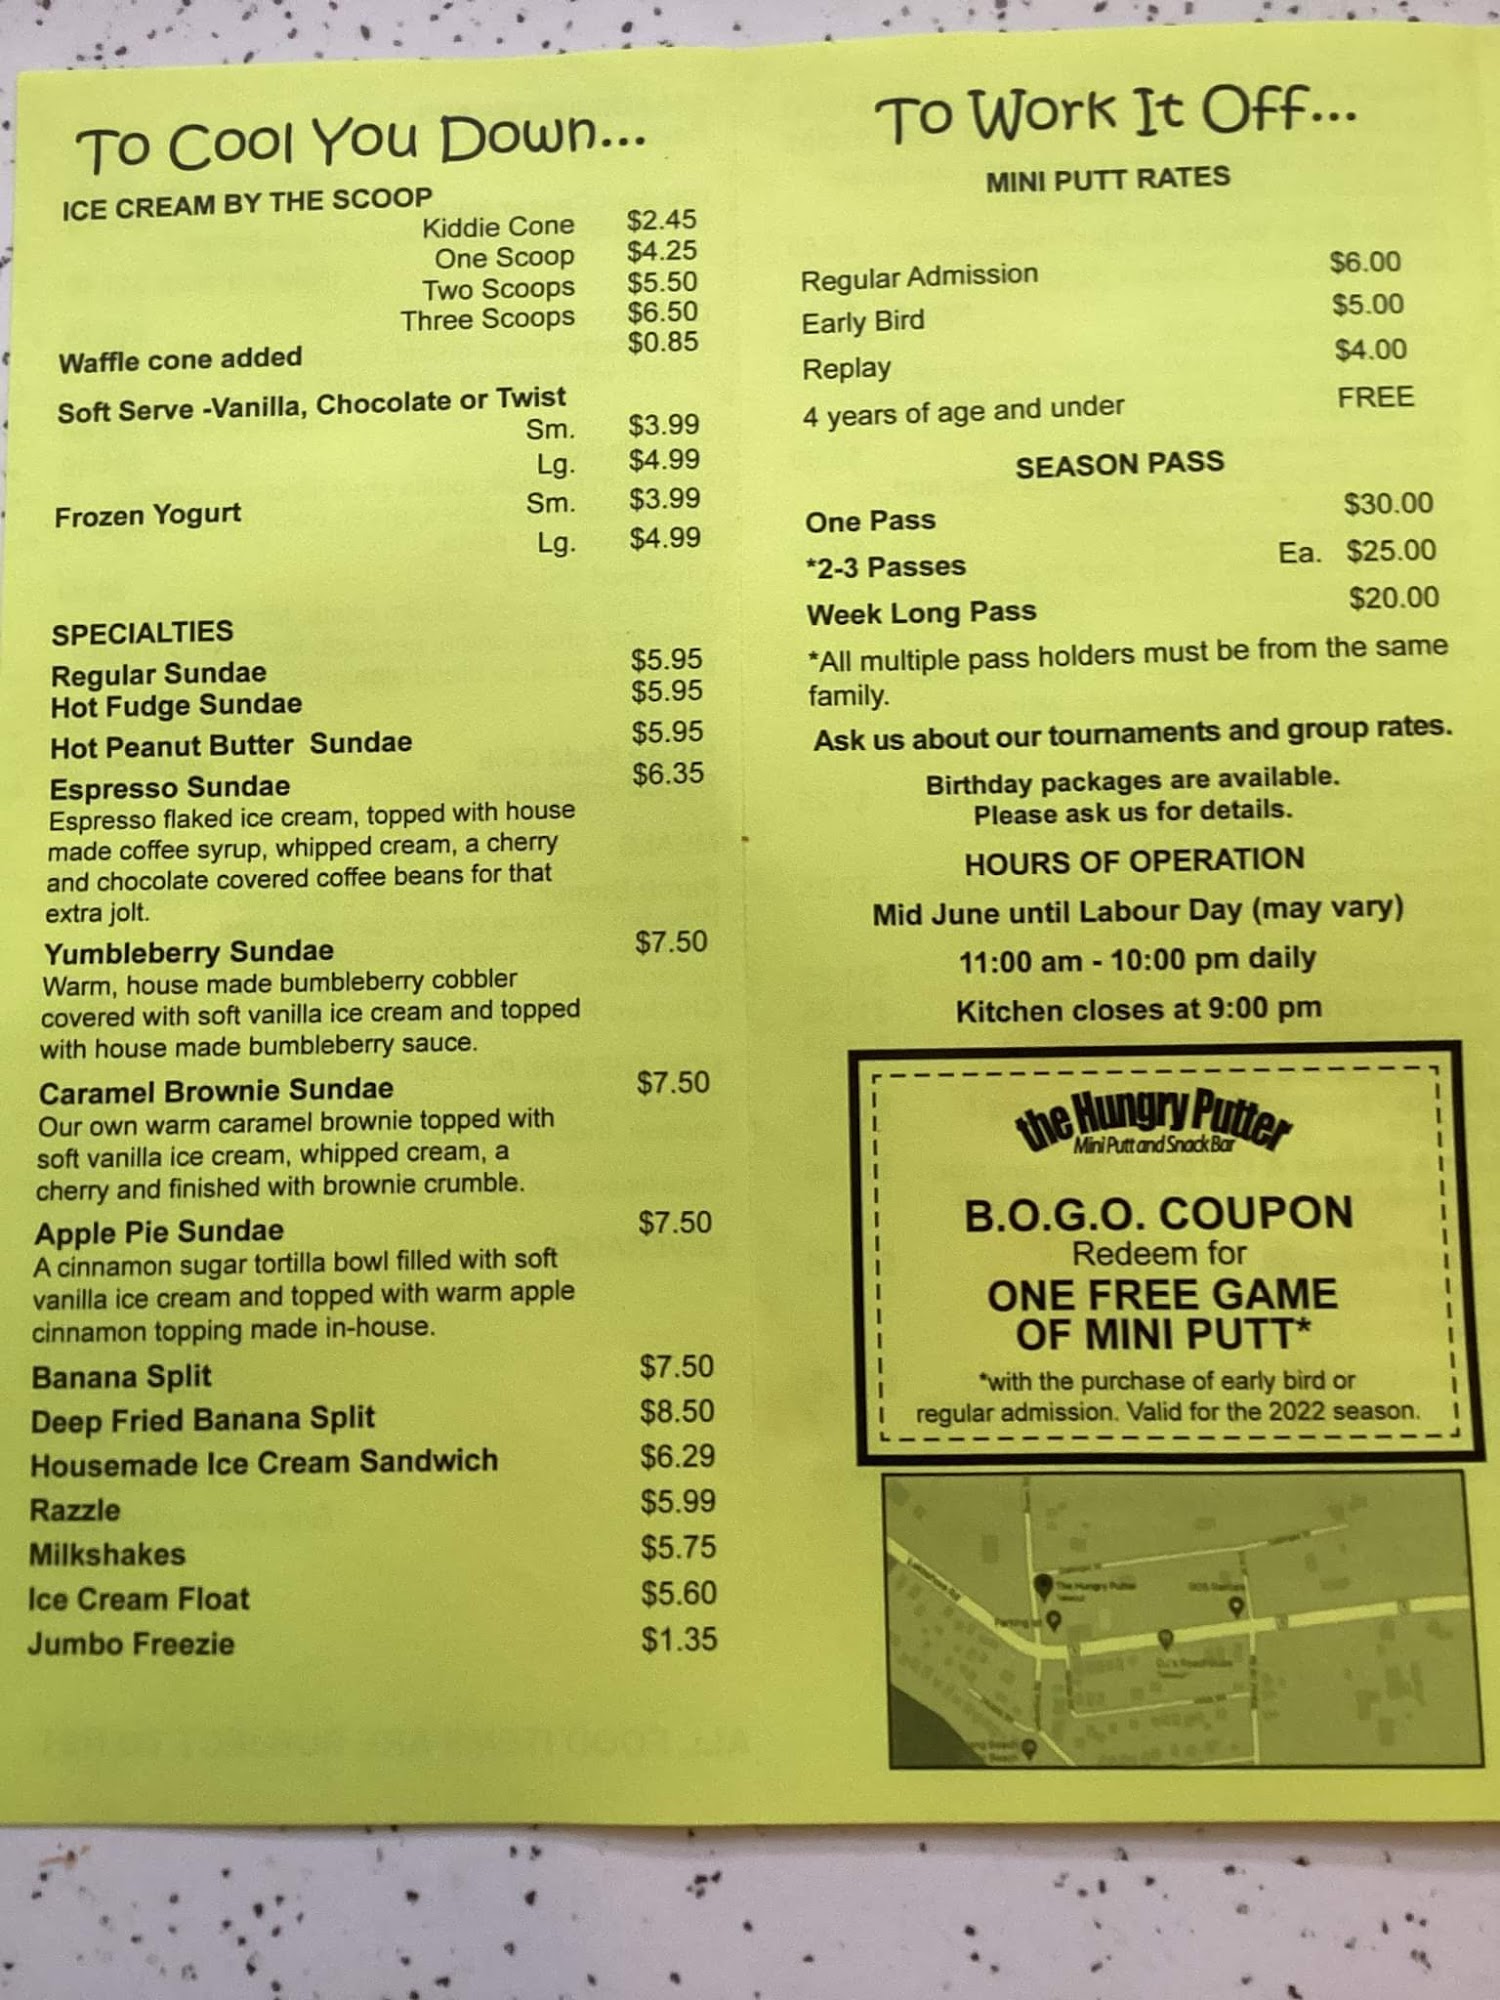 To Cool You Down...
ICE CREAM BY THE SCOOP
Kiddie Cone $2.45
One Scoop $4.25
Two Scoops $5.50
Three Scoops $6.50
Waffle cone added $0.85
Soft Serve -Vanilla, Chocolate or Twist
Sm. $3.99
Lg. $4.99
Frozen Yogurt Sm. $3.99
Lg. $4.99
SPECIALTIES
Regular Sundae $5.95
Hot Fudge Sundae $5.95
Hot Peanut Butter Sundae $5.95
Espresso Sundae $6.35
Espresso flaked ice cream, topped with house
made coffee syrup, whipped cream, a cherry
and chocolate covered coffee beans for that
extra jolt.
Yumbleberry Sundae $7.50
Warm, house made bumbleberry cobbler
covered with soft vanilla ice cream and topped
with house made bumbleberry sauce.
Caramel Brownie Sundae $7.50
Our own warm caramel brownie topped with
soft vanilla ice cream, whipped cream, a
cherry and finished with brownie crumble.
Apple Pie Sundae $7.50
A cinnamon sugar tortilla bowl filled with soft
vanilla ice cream and topped with warm apple
cinnamon topping made in-house.
Banana Split $7.50
Deep Fried Banana Split $8.50
Housemade Ice Cream Sandwich $6.29
Razzle $5.99
Milkshakes $5.75
Ice Cream Float $5.60
Jumbo Freezie $1.35
To Work It Off...
MINI PUTT RATES
Regular Admission $6.00
Early Bird $5.00
Replay $4.00
4 years of age and under FREE
SEASON PASS
One Pass $30.00
*2-3 Passes Ea. $25.00
Week Long Pass $20.00
*All multiple pass holders must be from the same
family.
Ask us about our tournaments and group rates.
Birthday packages are available.
Please ask us for details.
HOURS OF OPERATION
Mid June until Labour Day (may vary)
11:00 am - 10:00 pm daily
Kitchen closes at 9:00 pm
the Hungry Putter
Mini Putt and Snack Bar
B.O.G.O. COUPON
Redeem for
ONE FREE GAME
OF MINI PUTT*
*with the purchase of early bird or
regular admission. Valid for the 2022 season.
The Hungry Putter